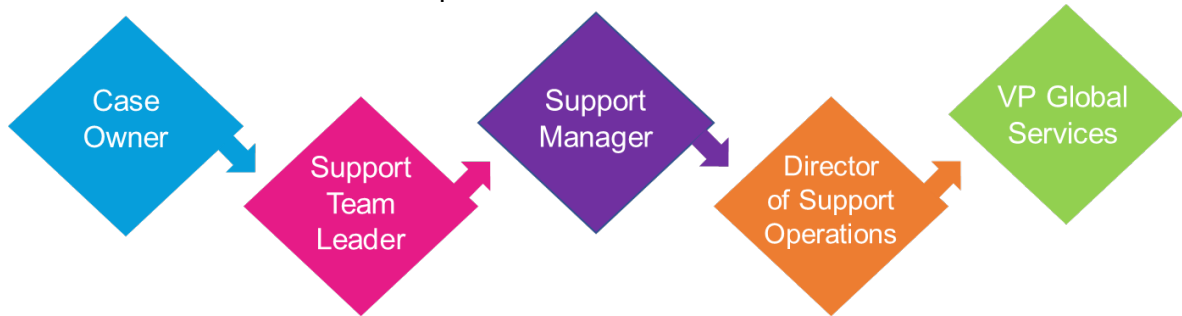 Case
Owner
Support
Team
Leader
Support
Manager
Director
of Support
Operations
VP Global
Services